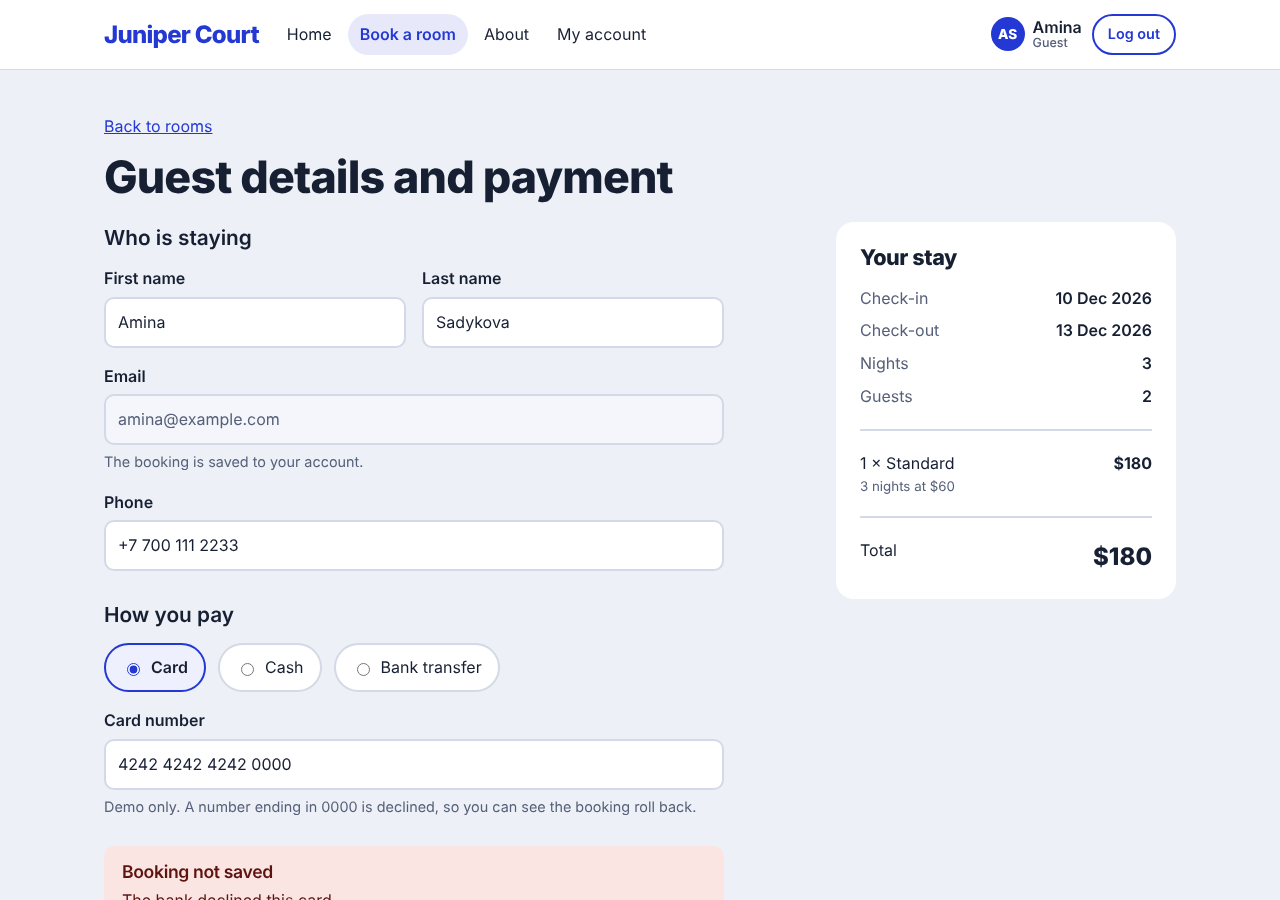 Juniper Court
Home
Book a room
About
My account
AS
Amina
Guest
Log out
Back to rooms
Guest details and payment
Who is staying
First name
Last name
Amina
Sadykova
Email
amina@example.com
The booking is saved to your account.
Phone
+7 700 111 2233
How you pay
Card
Cash
Bank transfer
Card number
4242 4242 4242 0000
Demo only. A number ending in 0000 is declined, so you can see the booking roll back.
Booking not saved
The bank declined this card.
Your stay
Check-in 10 Dec 2026
Check-out 13 Dec 2026
Nights 3
Guests 2
1 × Standard $180
3 nights at $60
Total $180